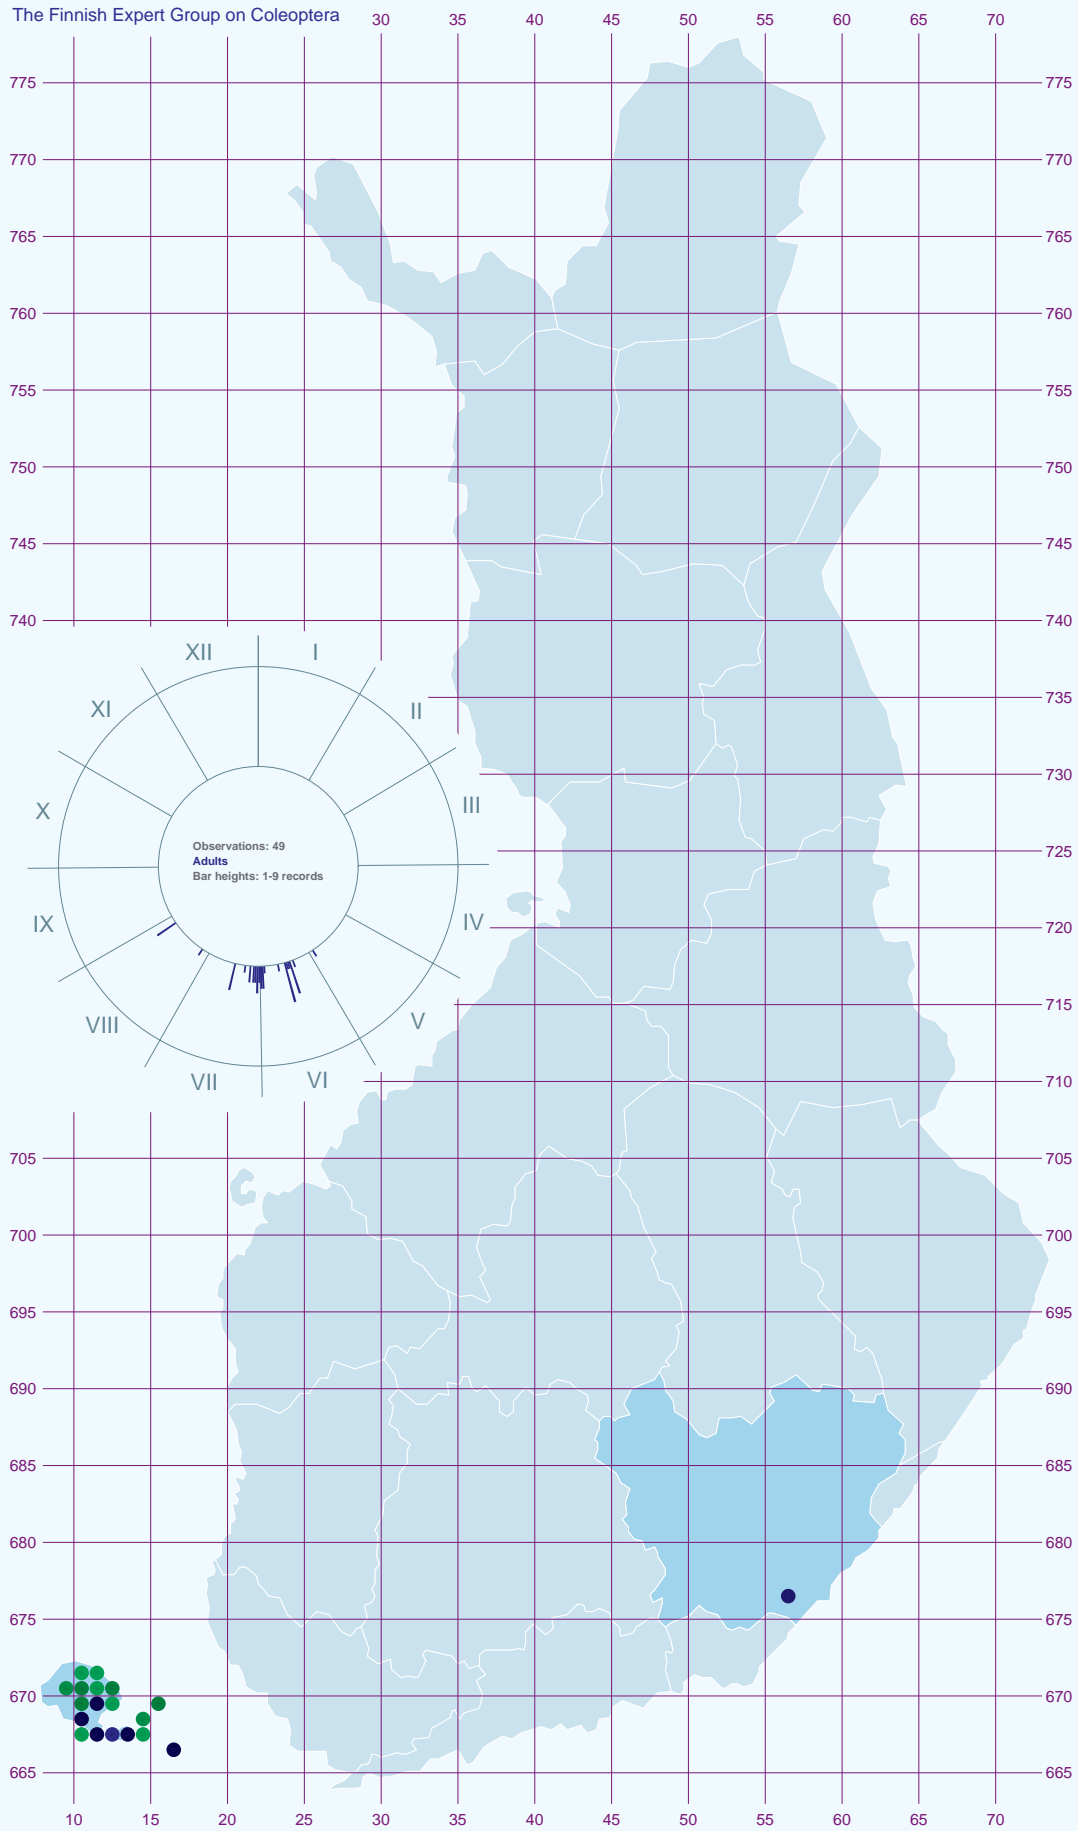 The Finnish Expert Group on Coleoptera
30 35 40 45 50 55 60 65 70
775 775
770 770
765 765
760 760
755 755
750 750
745 745
740 740
XII I
XI II
735
730
X III
Observations: 49
Adults
Bar heights: 1-9 records
725
IX IV
720
VIII V
715
VII VI
710
705 705
700 700
695 695
690 690
685 685
680 680
675 675
670 670
665 665
10 15 20 25 30 35 40 45 50 55 60 65 70